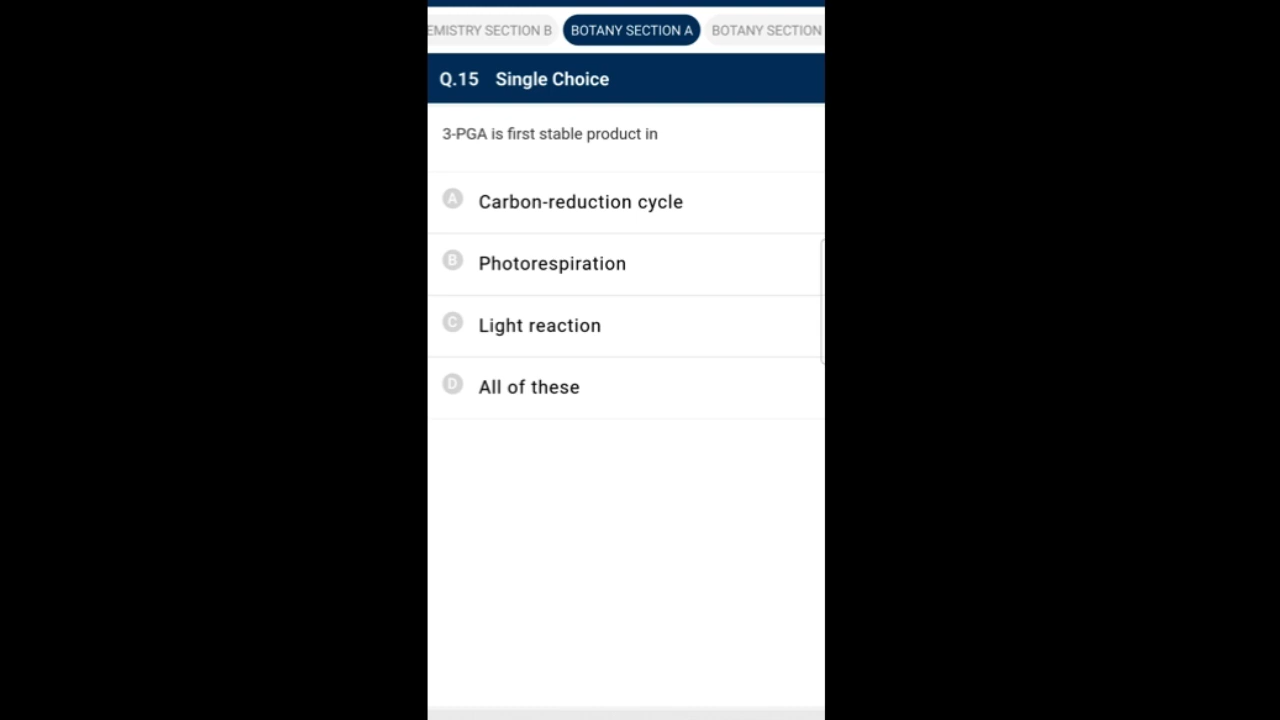 EMISTRY SECTION B BOTANY SECTION A BOTANY SECTION
Q.15 Single Choice
3-PGA is first stable product in
A Carbon-reduction cycle
B Photorespiration
C Light reaction
D All of these